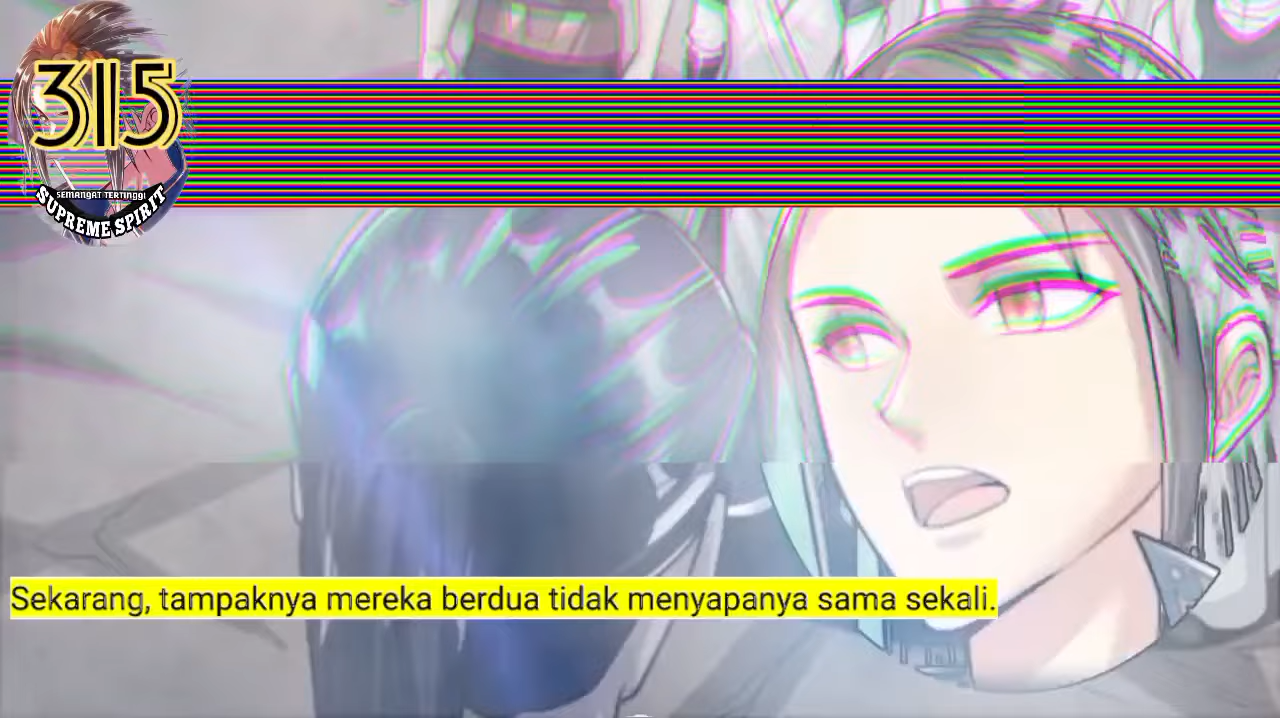 315
SEMANGAT TERTINGGI
SUPREME SPIRIT
Sekarang, tampaknya mereka berdua tidak menyapanya sama sekali.